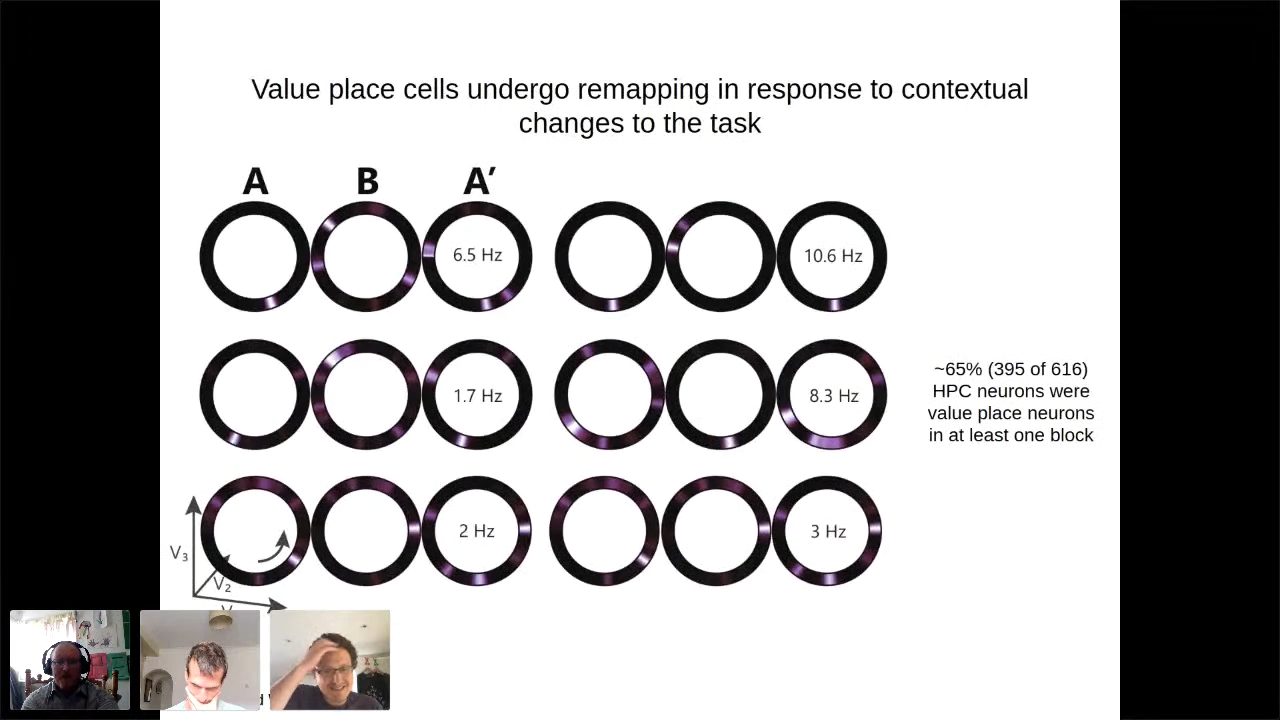 Value place cells undergo remapping in response to contextual
changes to the task
A B A′
6.5 Hz 10.6 Hz
1.7 Hz 8.3 Hz
~65% (395 of 616)
HPC neurons were
value place neurons
in at least one block
2 Hz 3 Hz
V₃
V₂